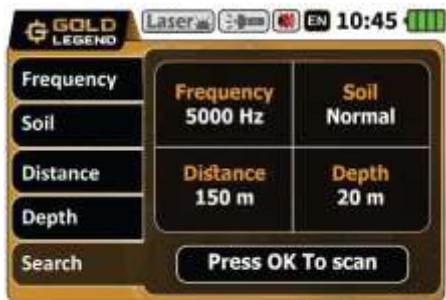 GOLD
LEGEND
Laser
EN 10:45
Frequency
Soil
Distance
Depth
Search
Frequency
5000 Hz
Soil
Normal
Distance
150 m
Depth
20 m
Press OK To scan